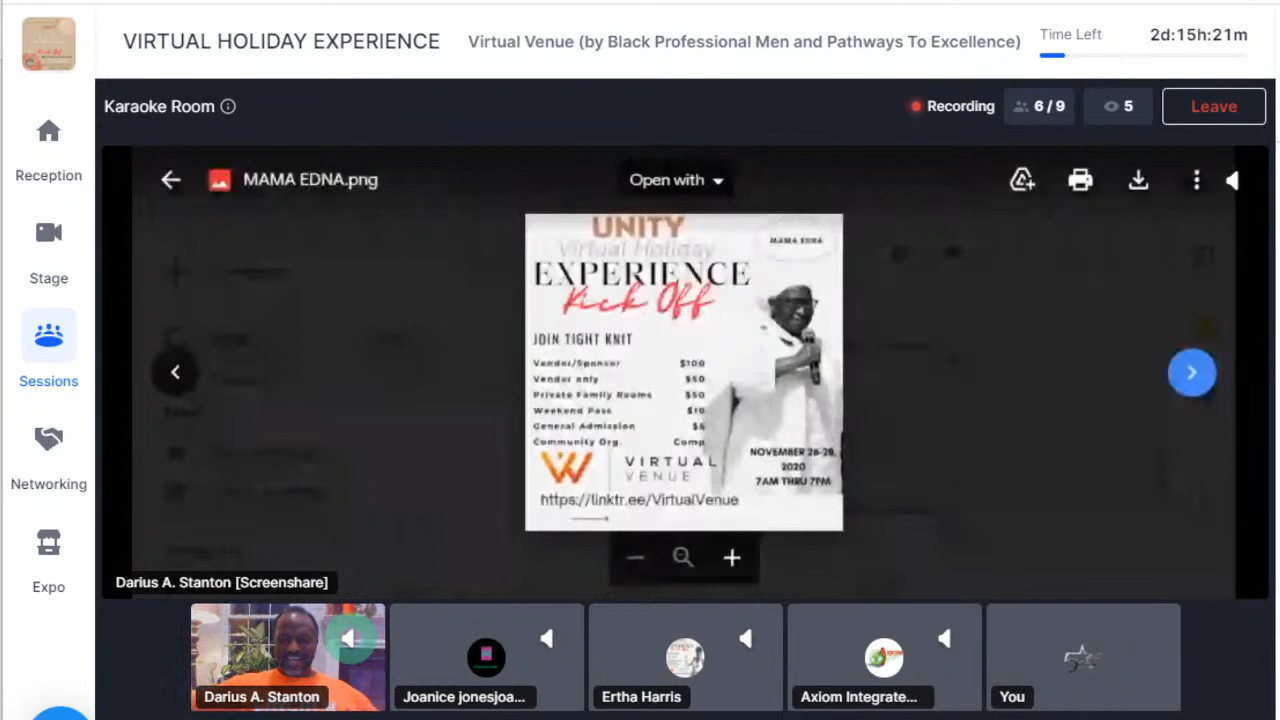 VIRTUAL HOLIDAY EXPERIENCE
Virtual Venue (by Black Professional Men and Pathways To Excellence)
Time Left
2d:15h:21m
Karaoke Room
Recording
6 / 9
5
Leave
Reception
Stage
Sessions
Networking
Expo
MAMA EDNA.png
Open with
UNITY
MAMA EDNA
Virtual Holiday
EXPERIENCE
Kick Off
JOIN TIGHT KNIT
Vendor/Sponsor $100
Vendor only $50
Private Family Rooms $50
Weekend Pass $10
General Admission $5
Community Org. Comp
NOVEMBER 26-28,
2020
7AM THRU 7PM
VIRTUAL
VENUE
https://linktr.ee/VirtualVenue
Darius A. Stanton [Screenshare]
Darius A. Stanton
Joanice jonesjoa...
Ertha Harris
Axiom Integrate...
You